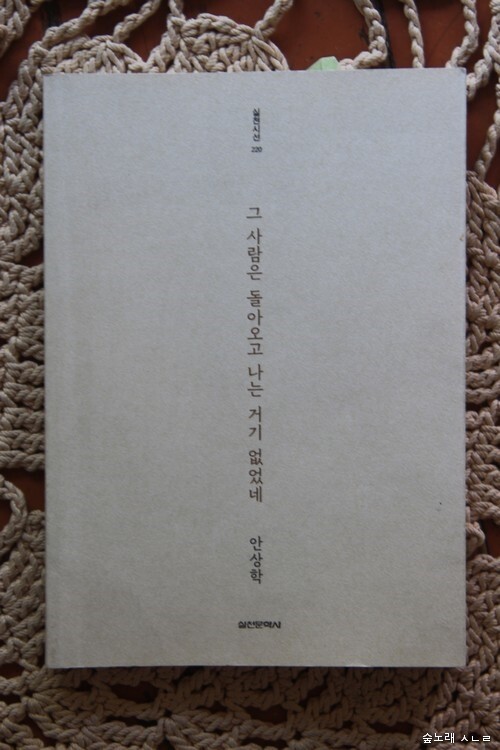 실천시선
220
그 사람은 돌아오고 나는 거기 없었네
안상학
실천문학사
숲노래 ㅅㄴㄹ